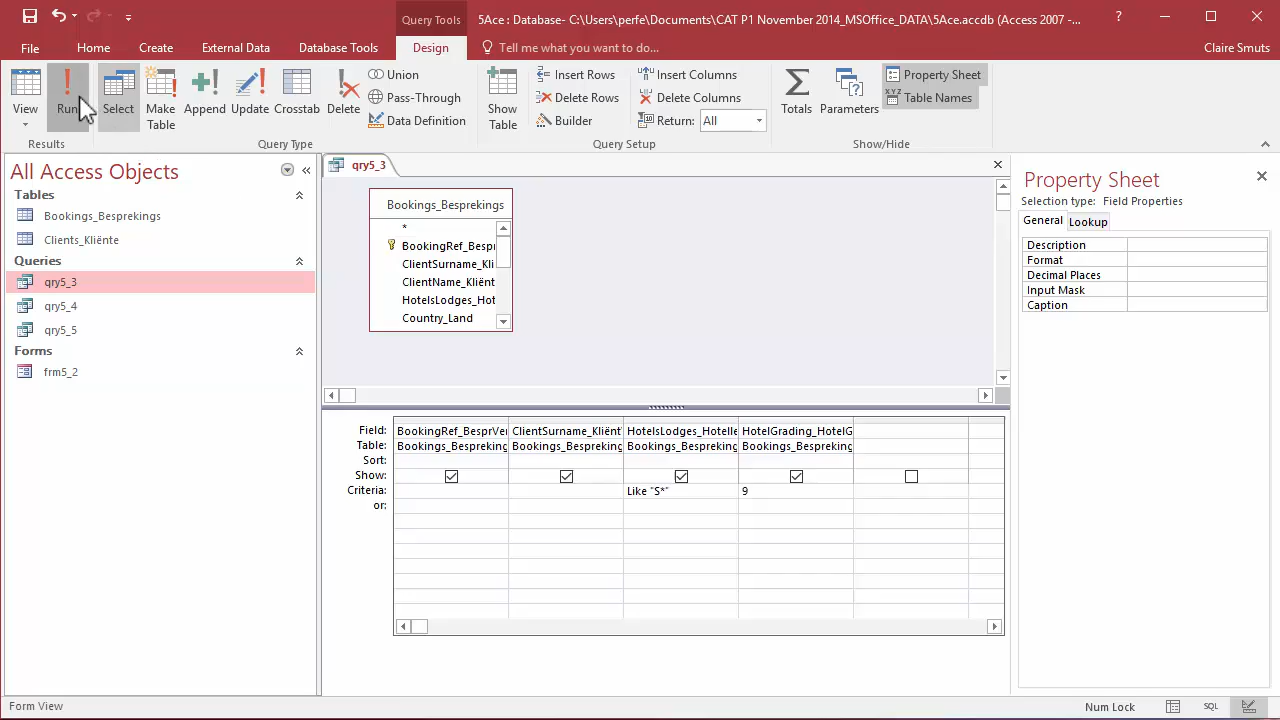 Query Tools
5Ace : Database- C:\Users\perfe\Documents\CAT P1 November 2014_MSOffice_DATA\5Ace.accdb (Access 2007 -...
?
File
Home
Create
External Data
Database Tools
Design
Tell me what you want to do...
Claire Smuts
View
Run
Select
Make Table
Append
Update
Crosstab
Delete
Union
Pass-Through
Data Definition
Show Table
Insert Rows
Delete Rows
Builder
Insert Columns
Delete Columns
Return: All
Totals
Parameters
Property Sheet
Table Names
Results
Query Type
Query Setup
Show/Hide
All Access Objects
Tables
Bookings_Besprekings
Clients_Kliënte
Queries
qry5_3
qry5_4
qry5_5
Forms
frm5_2
qry5_3
Bookings_Besprekings
*
BookingRef_Bespr
ClientSurname_Kli
ClientName_Kliënt
HotelsLodges_Hot
Country_Land
Field: BookingRef_BesprVer ClientSurname_Kliënt HotelsLodges_Hotelle HotelGrading_HotelG
Table: Bookings_Besprekings Bookings_Besprekings Bookings_Besprekings Bookings_Besprekings
Sort:
Show:
Criteria: Like "S*" 9
or:
Property Sheet
Selection type: Field Properties
General
Lookup
Description
Format
Decimal Places
Input Mask
Caption
Form View
Num Lock
SQL